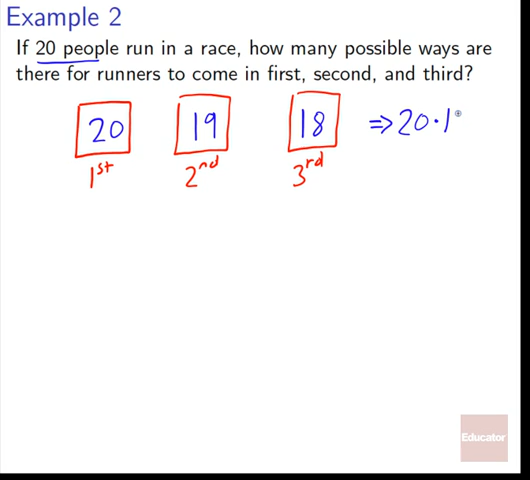 Example 2
If 20 people run in a race, how many possible ways are
there for runners to come in first, second, and third?
20 19 18 ⇒ 20·1
1st 2nd 3rd
Educator